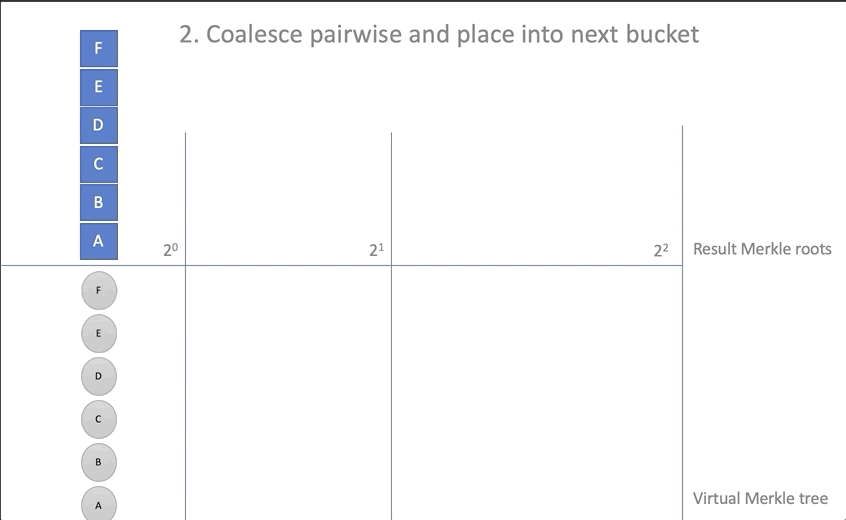 2. Coalesce pairwise and place into next bucket
F
E
D
C
B
A
2⁰
2¹
2²
Result Merkle roots
F
E
D
C
B
A
Virtual Merkle tree